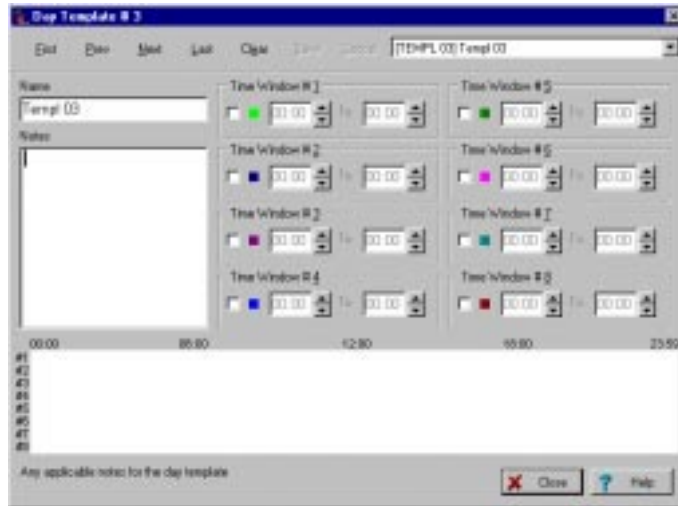 Day Template # 3
First Prev Next Last Clear Save Cancel [TEMPL 03] Templ 03
Name
Templ 03
Notes
Time Window # 1
00:00 To 00:00
Time Window # 2
00:00 To 00:00
Time Window # 3
00:00 To 00:00
Time Window # 4
00:00 To 00:00
Time Window # 5
00:00 To 00:00
Time Window # 6
00:00 To 00:00
Time Window # 7
00:00 To 00:00
Time Window # 8
00:00 To 00:00
00:00 06:00 12:00 18:00 23:59
#1
#2
#3
#4
#5
#6
#7
#8
Any applicable notes for the day template
Close Help